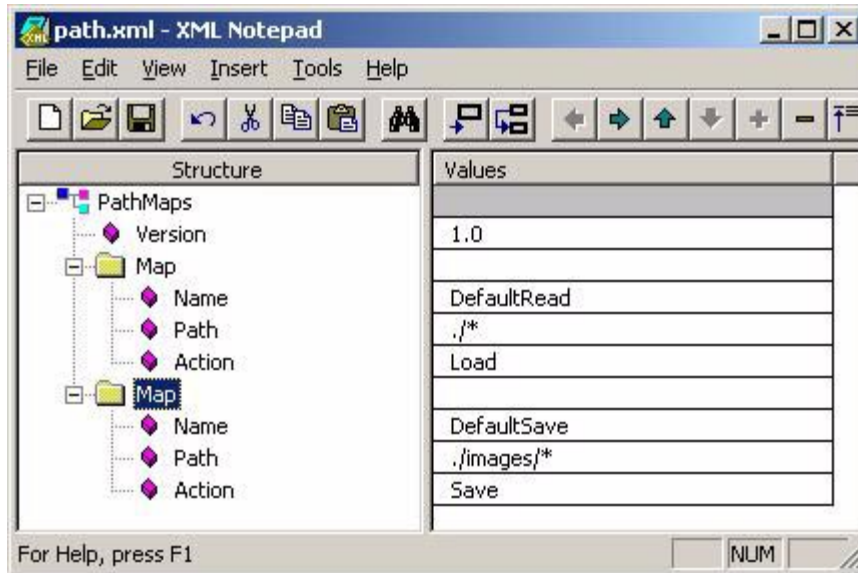 path.xml - XML Notepad
File Edit View Insert Tools Help
Structure Values
PathMaps
Version 1.0
Map
Name DefaultRead
Path ./*
Action Load
Map
Name DefaultSave
Path ./images/*
Action Save
For Help, press F1 NUM